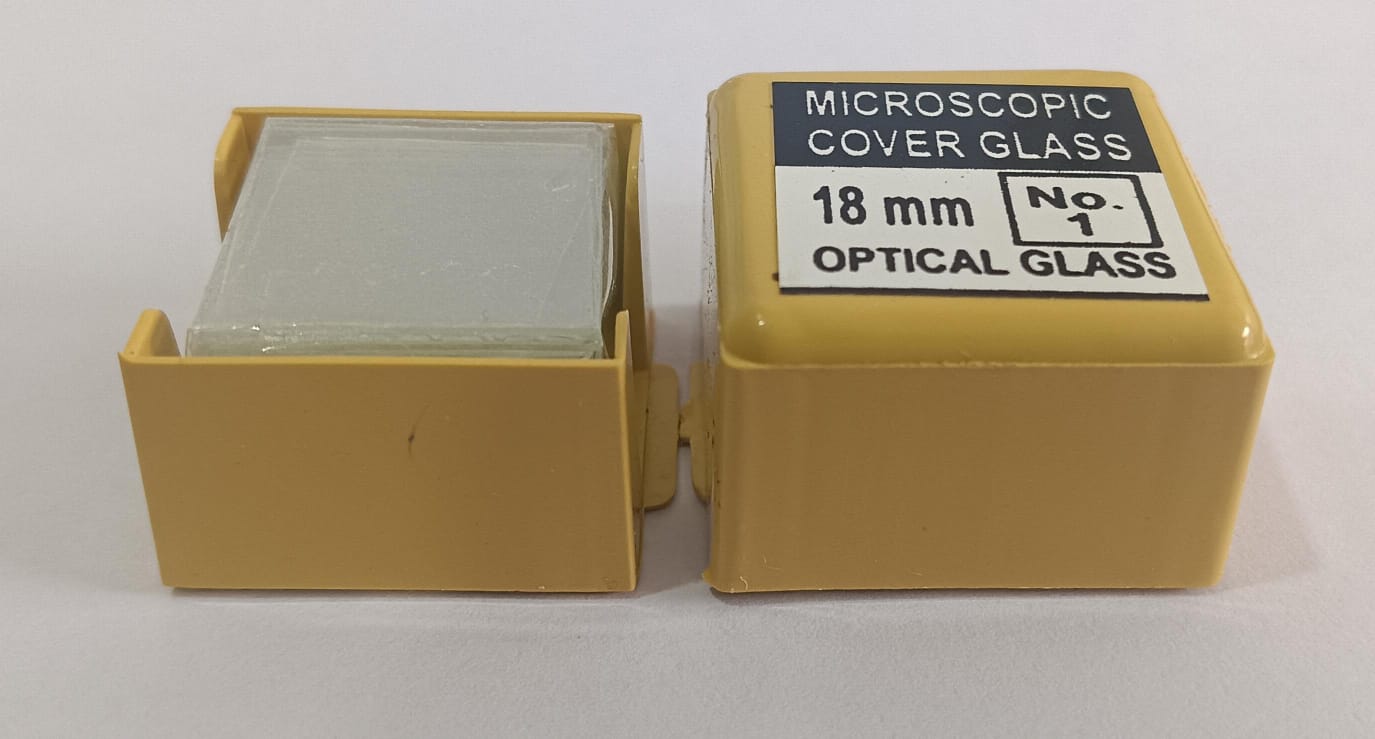 MICROSCOPIC
COVER GLASS
18 mm
No.
1
OPTICAL GLASS